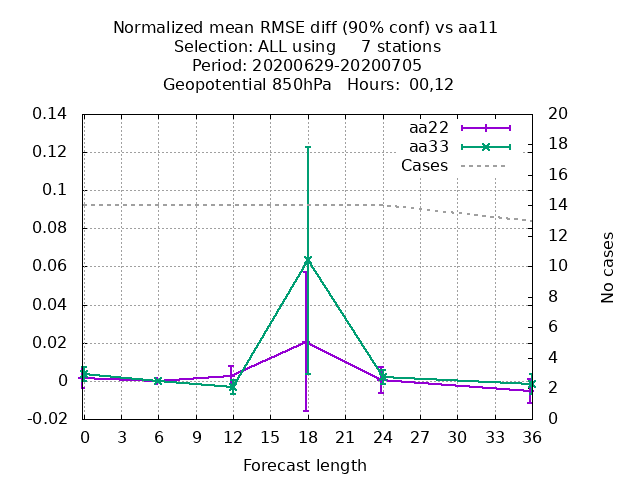 Normalized mean RMSE diff (90% conf) vs aa11
Selection: ALL using     7 stations
Period: 20200629-20200705
Geopotential 850hPa   Hours: 00,12
0.14
0.12
0.1
0.08
0.06
0.04
0.02
0
-0.02
aa22
aa33
Cases
20
18
16
14
12
10
8
6
4
2
0
No cases
0 3 6 9 12 15 18 21 24 27 30 33 36
Forecast length